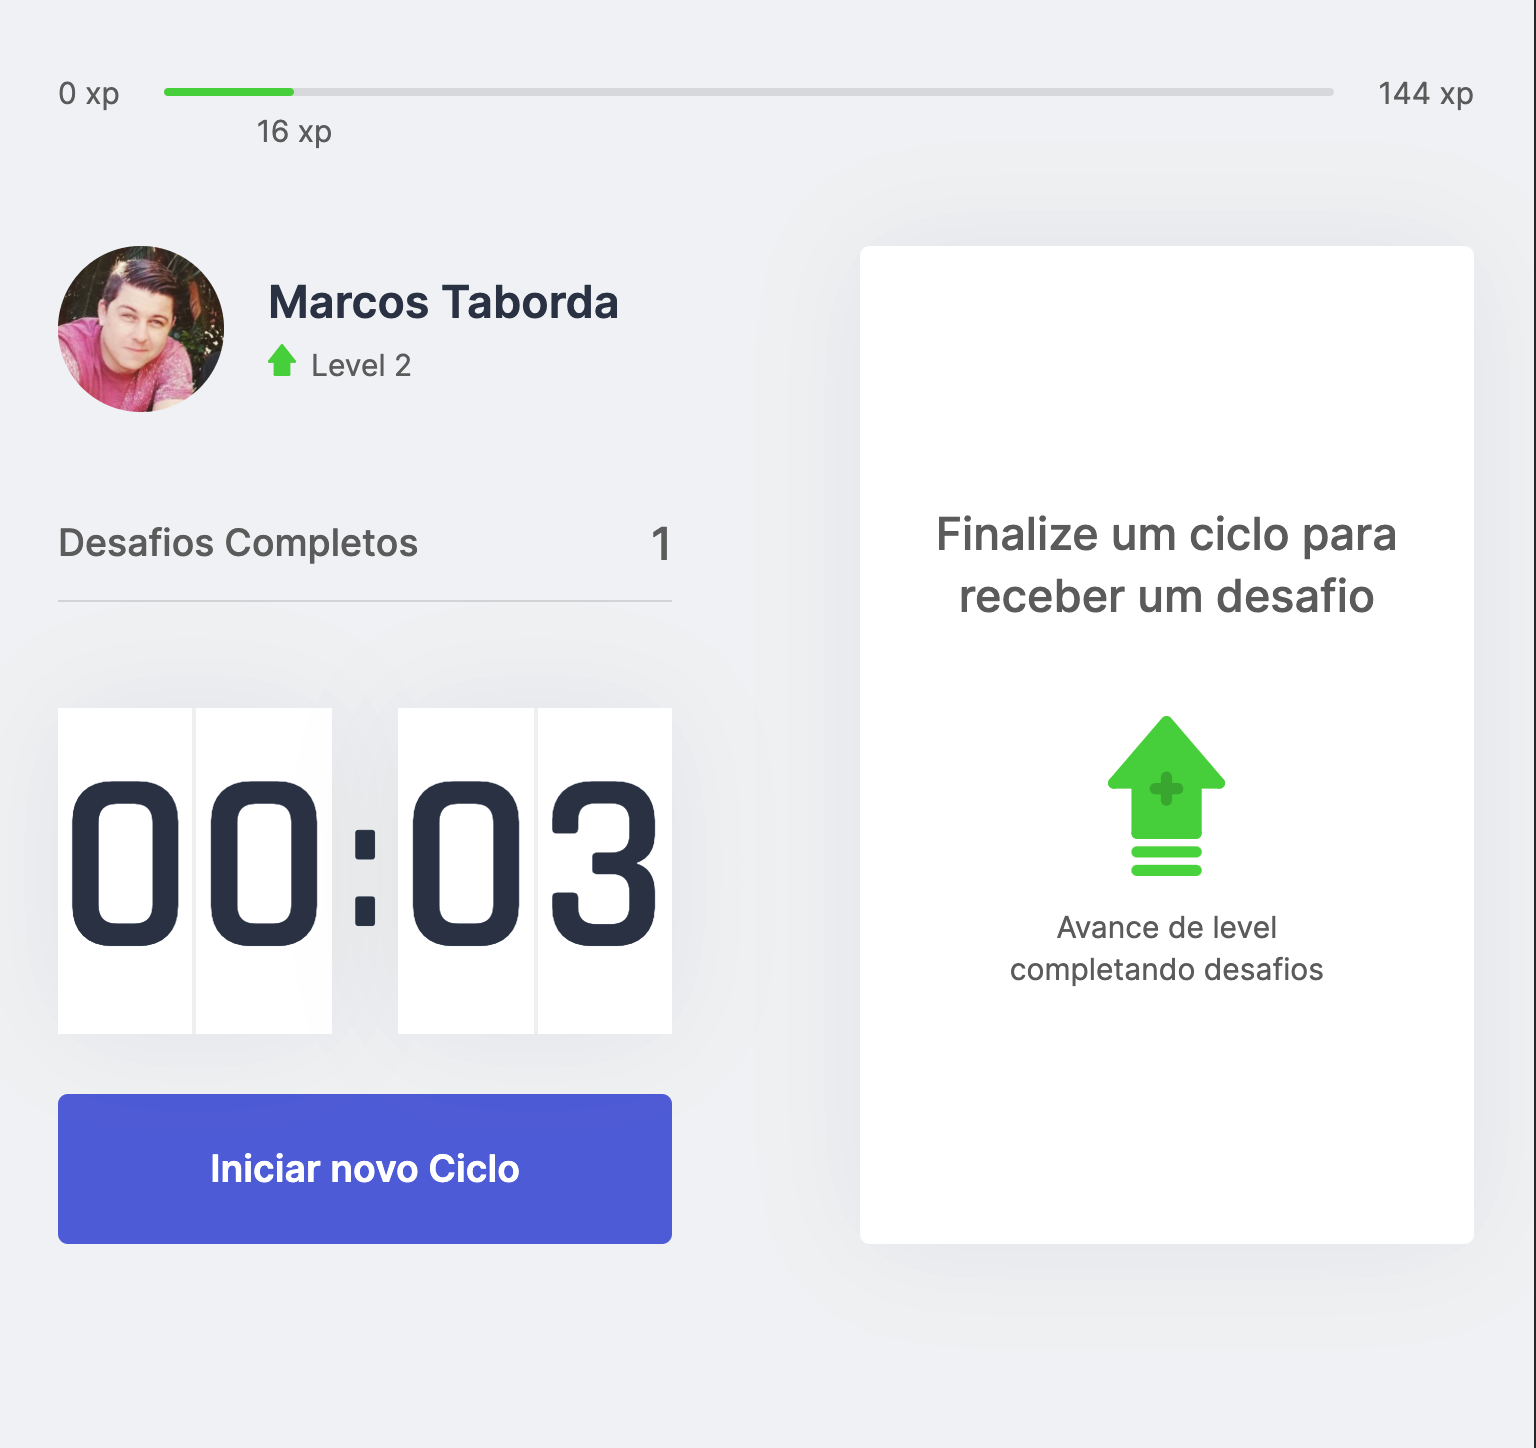 0 xp
144 xp
16 xp
Marcos Taborda
Level 2
Desafios Completos
1
00:03
Iniciar novo Ciclo
Finalize um ciclo para
receber um desafio
Avance de level
completando desafios